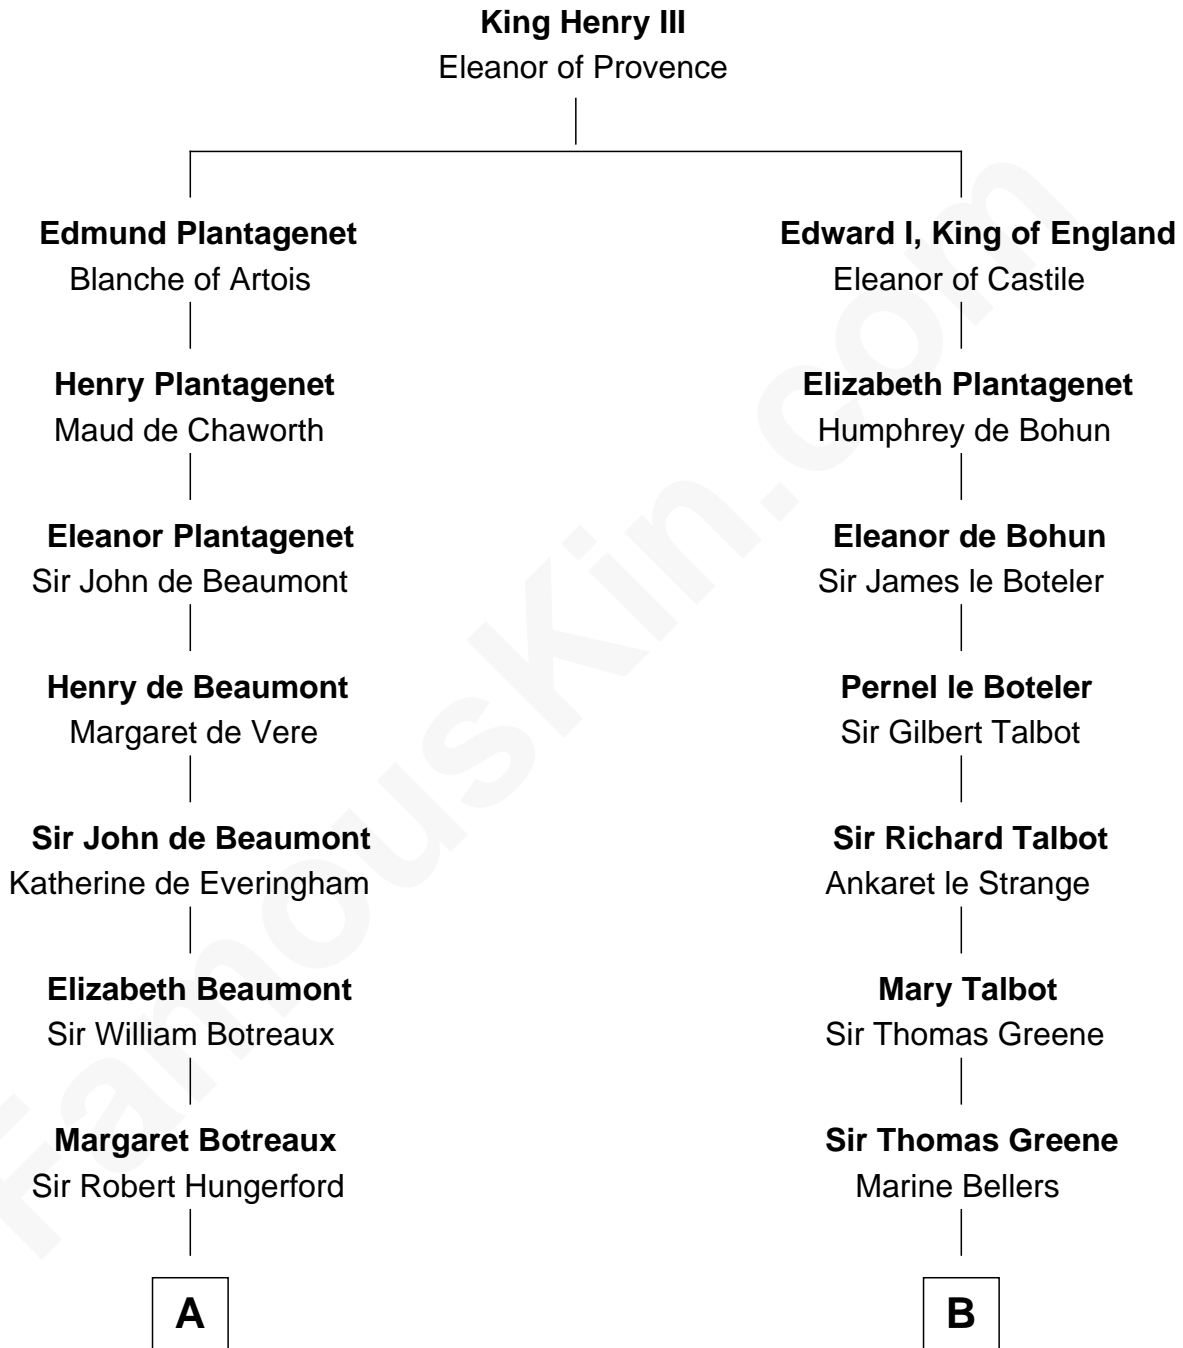 King Henry III
Eleanor of Provence
Edmund Plantagenet
Blanche of Artois
Henry Plantagenet
Maud de Chaworth
Eleanor Plantagenet
Sir John de Beaumont
Henry de Beaumont
Margaret de Vere
Sir John de Beaumont
Katherine de Everingham
Elizabeth Beaumont
Sir William Botreaux
Margaret Botreaux
Sir Robert Hungerford
A
Edward I, King of England
Eleanor of Castile
Elizabeth Plantagenet
Humphrey de Bohun
Eleanor de Bohun
Sir James le Boteler
Pernel le Boteler
Sir Gilbert Talbot
Sir Richard Talbot
Ankaret le Strange
Mary Talbot
Sir Thomas Greene
Sir Thomas Greene
Marine Bellers
B
FamousKin.com